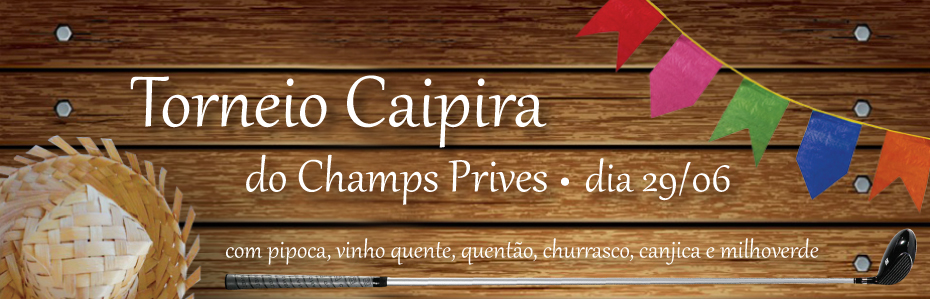 Torneio Caipira
do Champs Prives • dia 29/06
com pipoca, vinho quente, quentão, churrasco, canjica e milhoverde